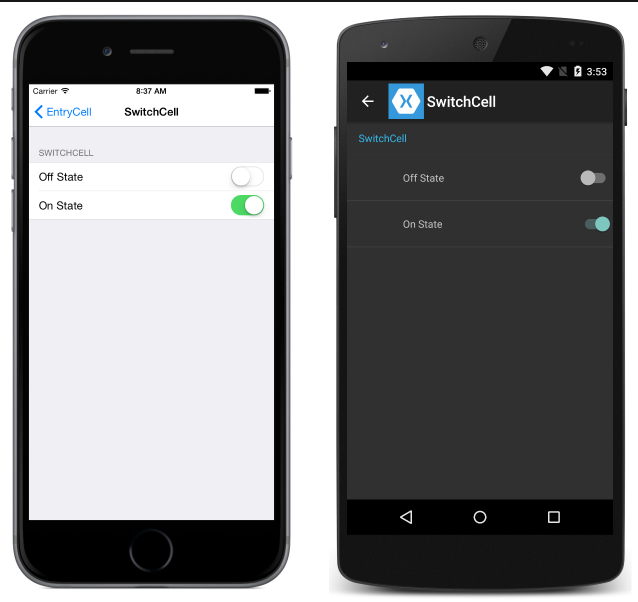 Carrier 8:37 AM
EntryCell SwitchCell
SWITCHCELL
Off State
On State
3:53
SwitchCell
SwitchCell
Off State
On State